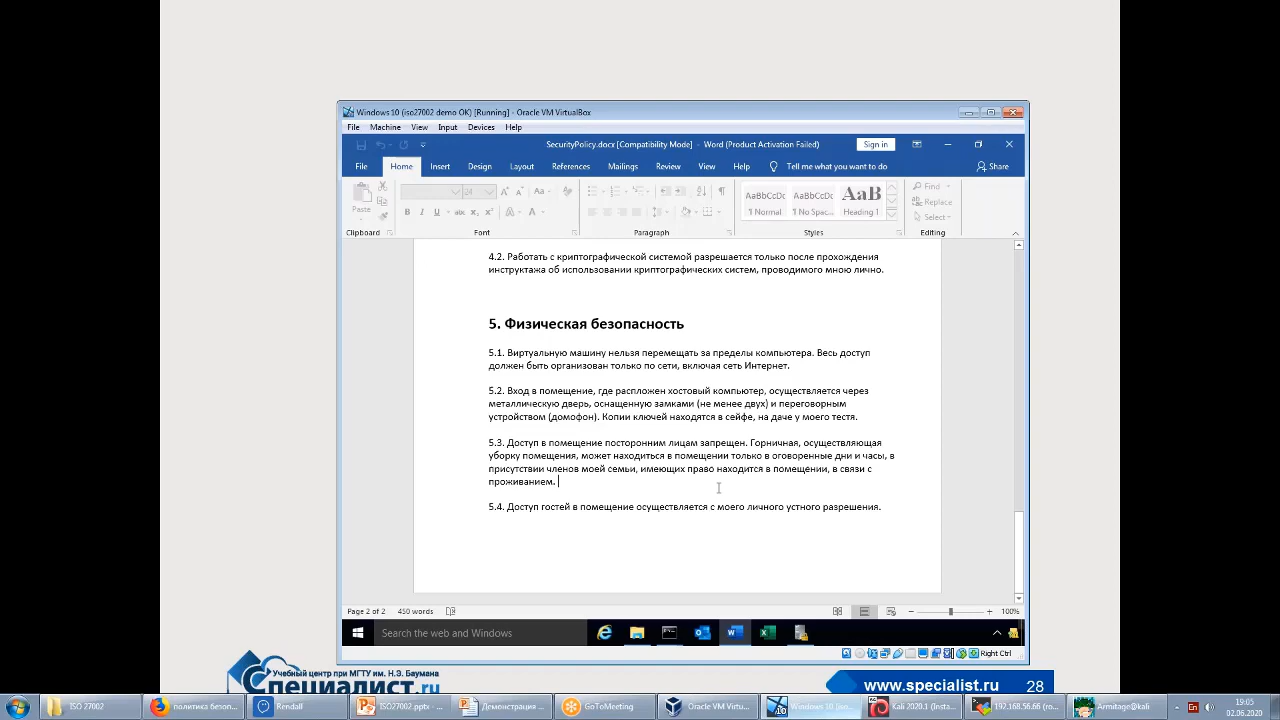 Windows 10 (iso27002 demo OK) [Running] - Oracle VM VirtualBox
File Machine View Input Devices Help
SecurityPolicy.docx [Compatibility Mode] - Word (Product Activation Failed) Sign in
File Home Insert Design Layout References Mailings Review View Help Tell me what you want to do Share
24 Aa
Find
Paste
Replace
B I U abc x₂ x² A A
AaBbCcDc AaBbCcDc AaB
¶ Normal ¶ No Spac... Heading 1
Select
Clipboard Font Paragraph Styles Editing
4.2. Работать с криптографической системой разрешается только после прохождения
инструктажа об использовании криптографических систем, проводимого мною лично.
5. Физическая безопасность
5.1. Виртуальную машину нельзя перемещать за пределы компьютера. Весь доступ
должен быть организован только по сети, включая сеть Интернет.
5.2. Вход в помещение, где распложен хостовый компьютер, осуществляется через
металлическую дверь, оснащенную замками (не менее двух) и переговорным
устройством (домофон). Копии ключей находятся в сейфе, на даче у моего тестя.
5.3. Доступ в помещение посторонним лицам запрещен. Горничная, осуществляющая
уборку помещения, может находиться в помещении только в оговоренные дни и часы, в
присутствии членов моей семьи, имеющих право находится в помещении, в связи с
проживанием.
5.4. Доступ гостей в помещение осуществляется с моего личного устного разрешения.
Page 2 of 2 450 words 100%
Search the web and Windows
Right Ctrl
Учебный центр при МГТУ им. Н.Э. Баумана
Специалист.ru
www.specialist.ru 28
ISO 27002 политика безоп... Rendall ISO27002.pptx - ... Демонстрация ... GoToMeeting Oracle VM Virtu... Windows 10 (iso... Kali 2020.1 (Insta... 192.168.56.66 (ro... Armitage@kali En 19:05
02.06.2020